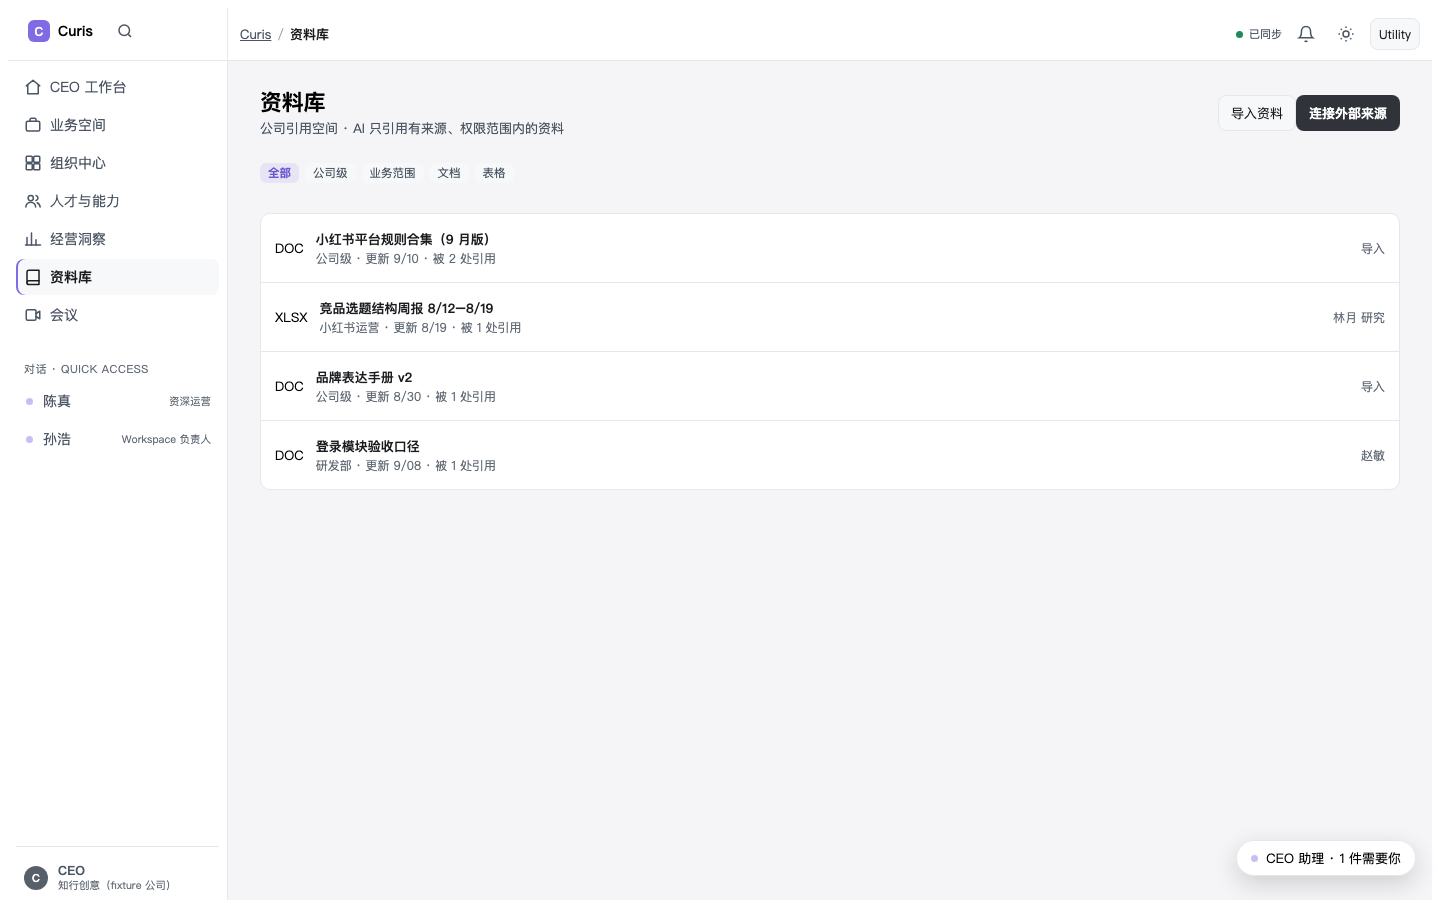 C Curis
Curis / 资料库
已同步
Utility
CEO 工作台
业务空间
组织中心
人才与能力
经营洞察
资料库
会议
对话 · QUICK ACCESS
陈真 资深运营
孙浩 Workspace 负责人
C CEO
知行创意（fixture 公司）
资料库
公司引用空间 · AI 只引用有来源、权限范围内的资料
导入资料 连接外部来源
全部 公司级 业务范围 文档 表格
DOC 小红书平台规则合集（9 月版） 导入
公司级 · 更新 9/10 · 被 2 处引用
XLSX 竞品选题结构周报 8/12—8/19 林月 研究
小红书运营 · 更新 8/19 · 被 1 处引用
DOC 品牌表达手册 v2 导入
公司级 · 更新 8/30 · 被 1 处引用
DOC 登录模块验收口径 赵敏
研发部 · 更新 9/08 · 被 1 处引用
CEO 助理 · 1 件需要你